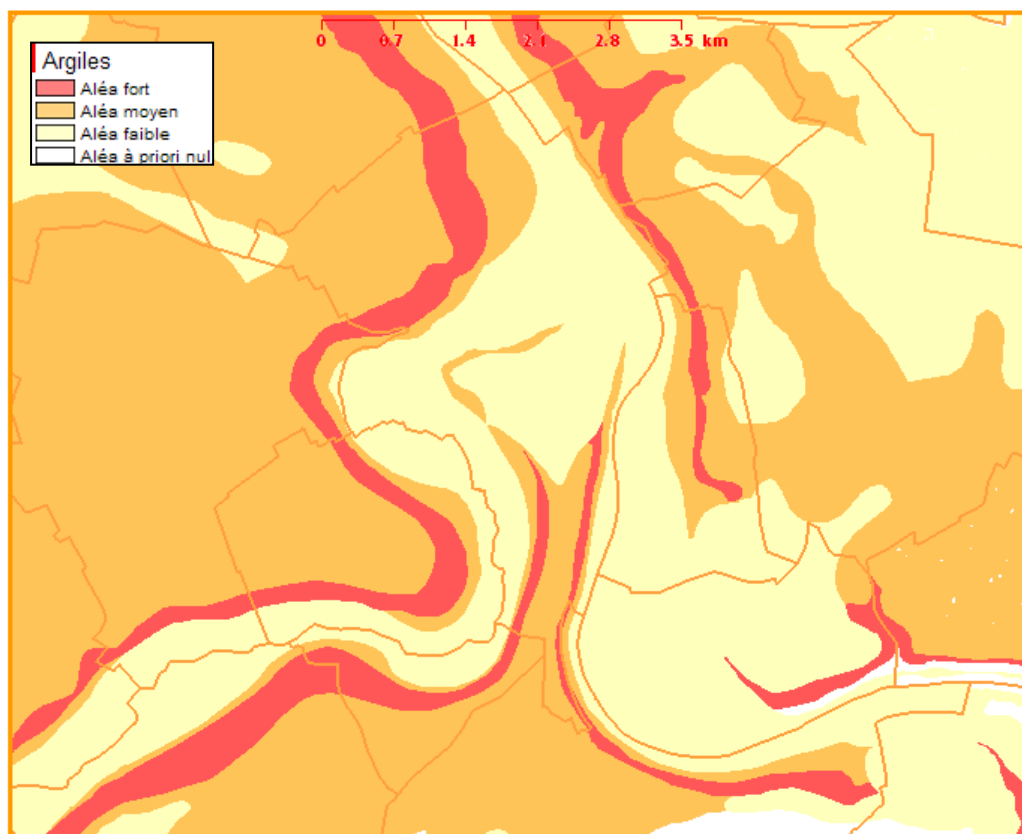 0 0.7 1.4 2.1 2.8 3.5 km
Argiles
Aléa fort
Aléa moyen
Aléa faible
Aléa à priori nul